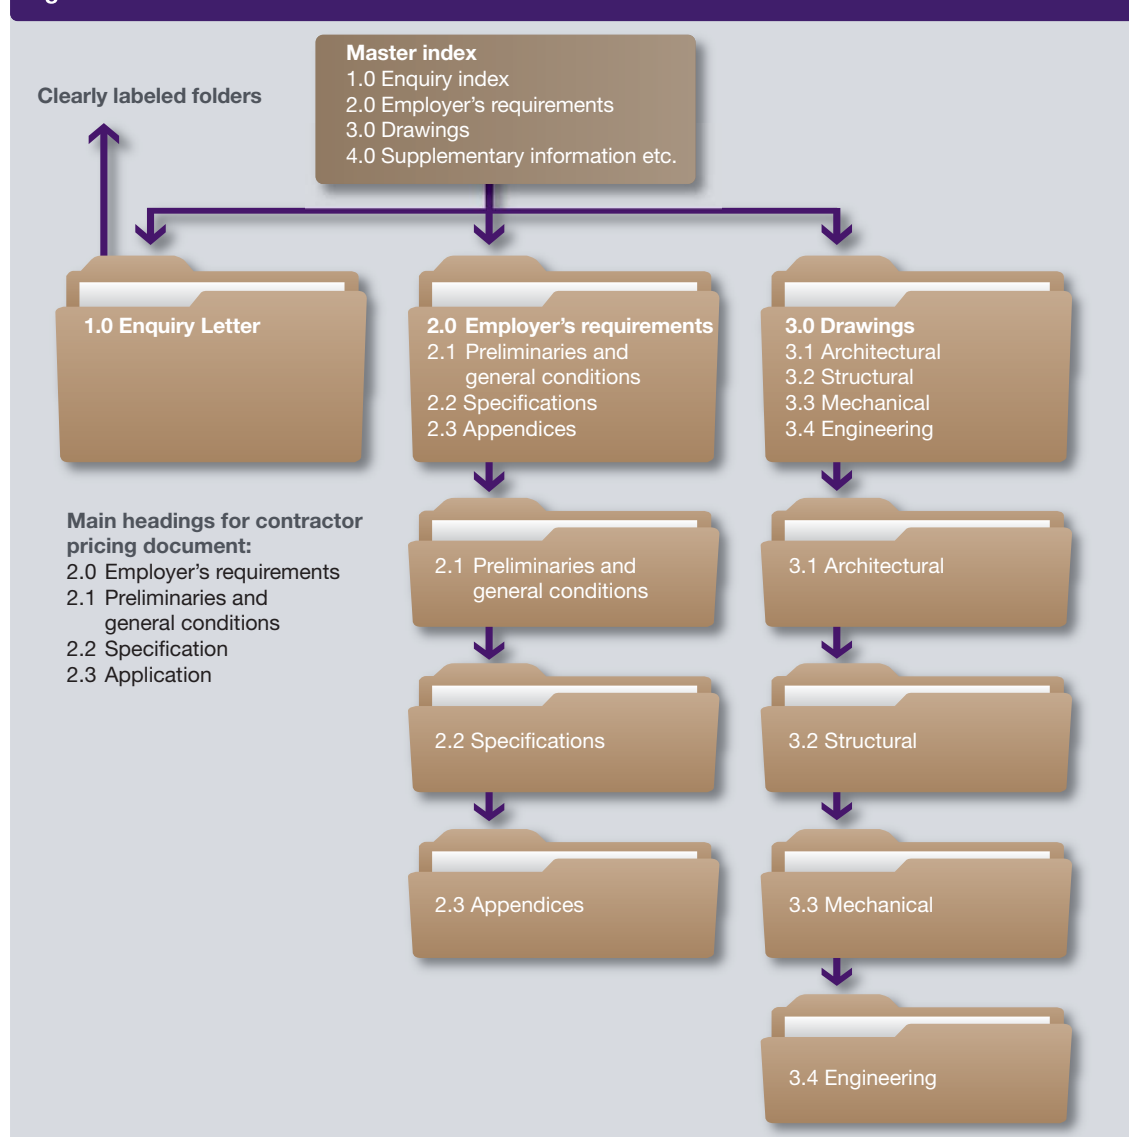 Master index
1.0 Enquiry index
2.0 Employer's requirements
3.0 Drawings
4.0 Supplementary information etc.
Clearly labeled folders
1.0 Enquiry Letter
2.0 Employer's requirements
2.1 Preliminaries and
general conditions
2.2 Specifications
2.3 Appendices
3.0 Drawings
3.1 Architectural
3.2 Structural
3.3 Mechanical
3.4 Engineering
Main headings for contractor
pricing document:
2.0 Employer's requirements
2.1 Preliminaries and
general conditions
2.2 Specification
2.3 Application
2.1 Preliminaries and
general conditions
2.2 Specifications
2.3 Appendices
3.1 Architectural
3.2 Structural
3.3 Mechanical
3.4 Engineering